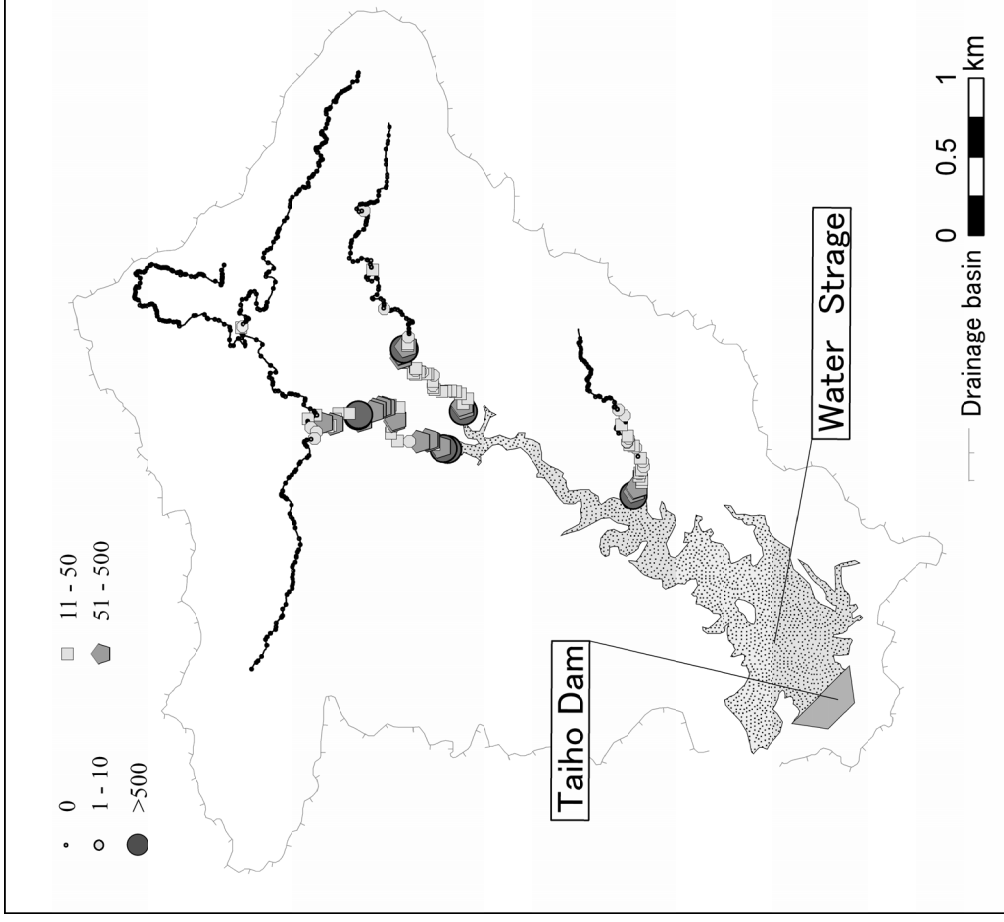 0
1 - 10
>500
11 - 50
51 - 500
Taiho Dam
Water Strage
Drainage basin
0 0.5 1 km